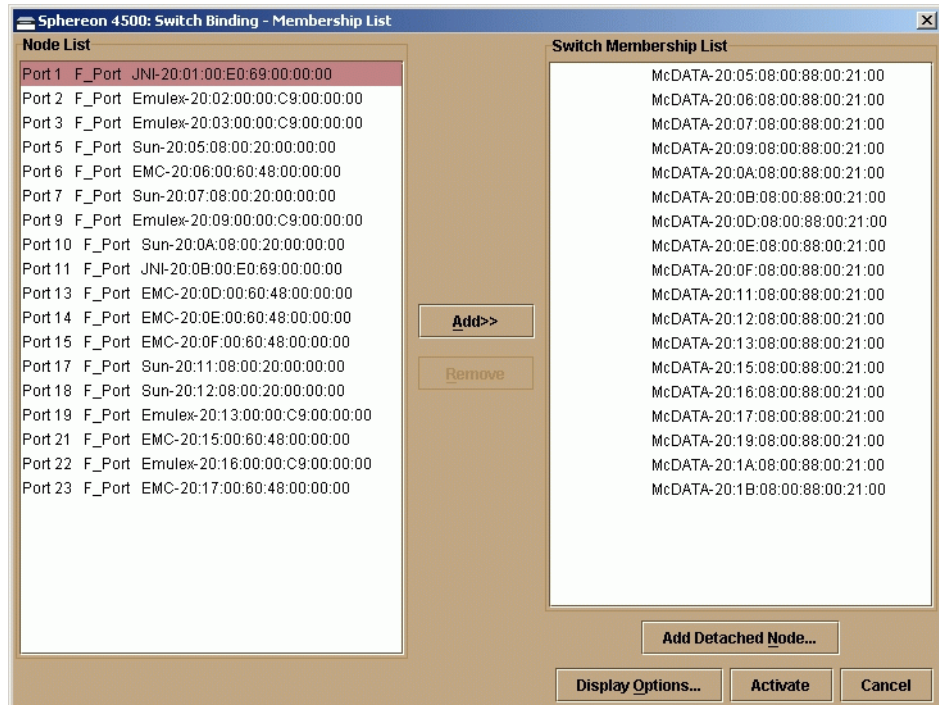 Sphereon 4500: Switch Binding - Membership List
Node List
Port 1 F_Port JNI-20:01:00:E0:69:00:00:00
Port 2 F_Port Emulex-20:02:00:00:C9:00:00:00
Port 3 F_Port Emulex-20:03:00:00:C9:00:00:00
Port 5 F_Port Sun-20:05:08:00:20:00:00:00
Port 6 F_Port EMC-20:06:00:60:48:00:00:00
Port 7 F_Port Sun-20:07:08:00:20:00:00:00
Port 9 F_Port Emulex-20:09:00:00:C9:00:00:00
Port 10 F_Port Sun-20:0A:08:00:20:00:00:00
Port 11 F_Port JNI-20:0B:00:E0:69:00:00:00
Port 13 F_Port EMC-20:0D:00:60:48:00:00:00
Port 14 F_Port EMC-20:0E:00:60:48:00:00:00
Port 15 F_Port EMC-20:0F:00:60:48:00:00:00
Port 17 F_Port Sun-20:11:08:00:20:00:00:00
Port 18 F_Port Sun-20:12:08:00:20:00:00:00
Port 19 F_Port Emulex-20:13:00:00:C9:00:00:00
Port 21 F_Port EMC-20:15:00:60:48:00:00:00
Port 22 F_Port Emulex-20:16:00:00:C9:00:00:00
Port 23 F_Port EMC-20:17:00:60:48:00:00:00
Add>>
Remove
Switch Membership List
McDATA-20:05:08:00:88:00:21:00
McDATA-20:06:08:00:88:00:21:00
McDATA-20:07:08:00:88:00:21:00
McDATA-20:09:08:00:88:00:21:00
McDATA-20:0A:08:00:88:00:21:00
McDATA-20:0B:08:00:88:00:21:00
McDATA-20:0D:08:00:88:00:21:00
McDATA-20:0E:08:00:88:00:21:00
McDATA-20:0F:08:00:88:00:21:00
McDATA-20:11:08:00:88:00:21:00
McDATA-20:12:08:00:88:00:21:00
McDATA-20:13:08:00:88:00:21:00
McDATA-20:15:08:00:88:00:21:00
McDATA-20:16:08:00:88:00:21:00
McDATA-20:17:08:00:88:00:21:00
McDATA-20:19:08:00:88:00:21:00
McDATA-20:1A:08:00:88:00:21:00
McDATA-20:1B:08:00:88:00:21:00
Add Detached Node...
Display Options...
Activate
Cancel